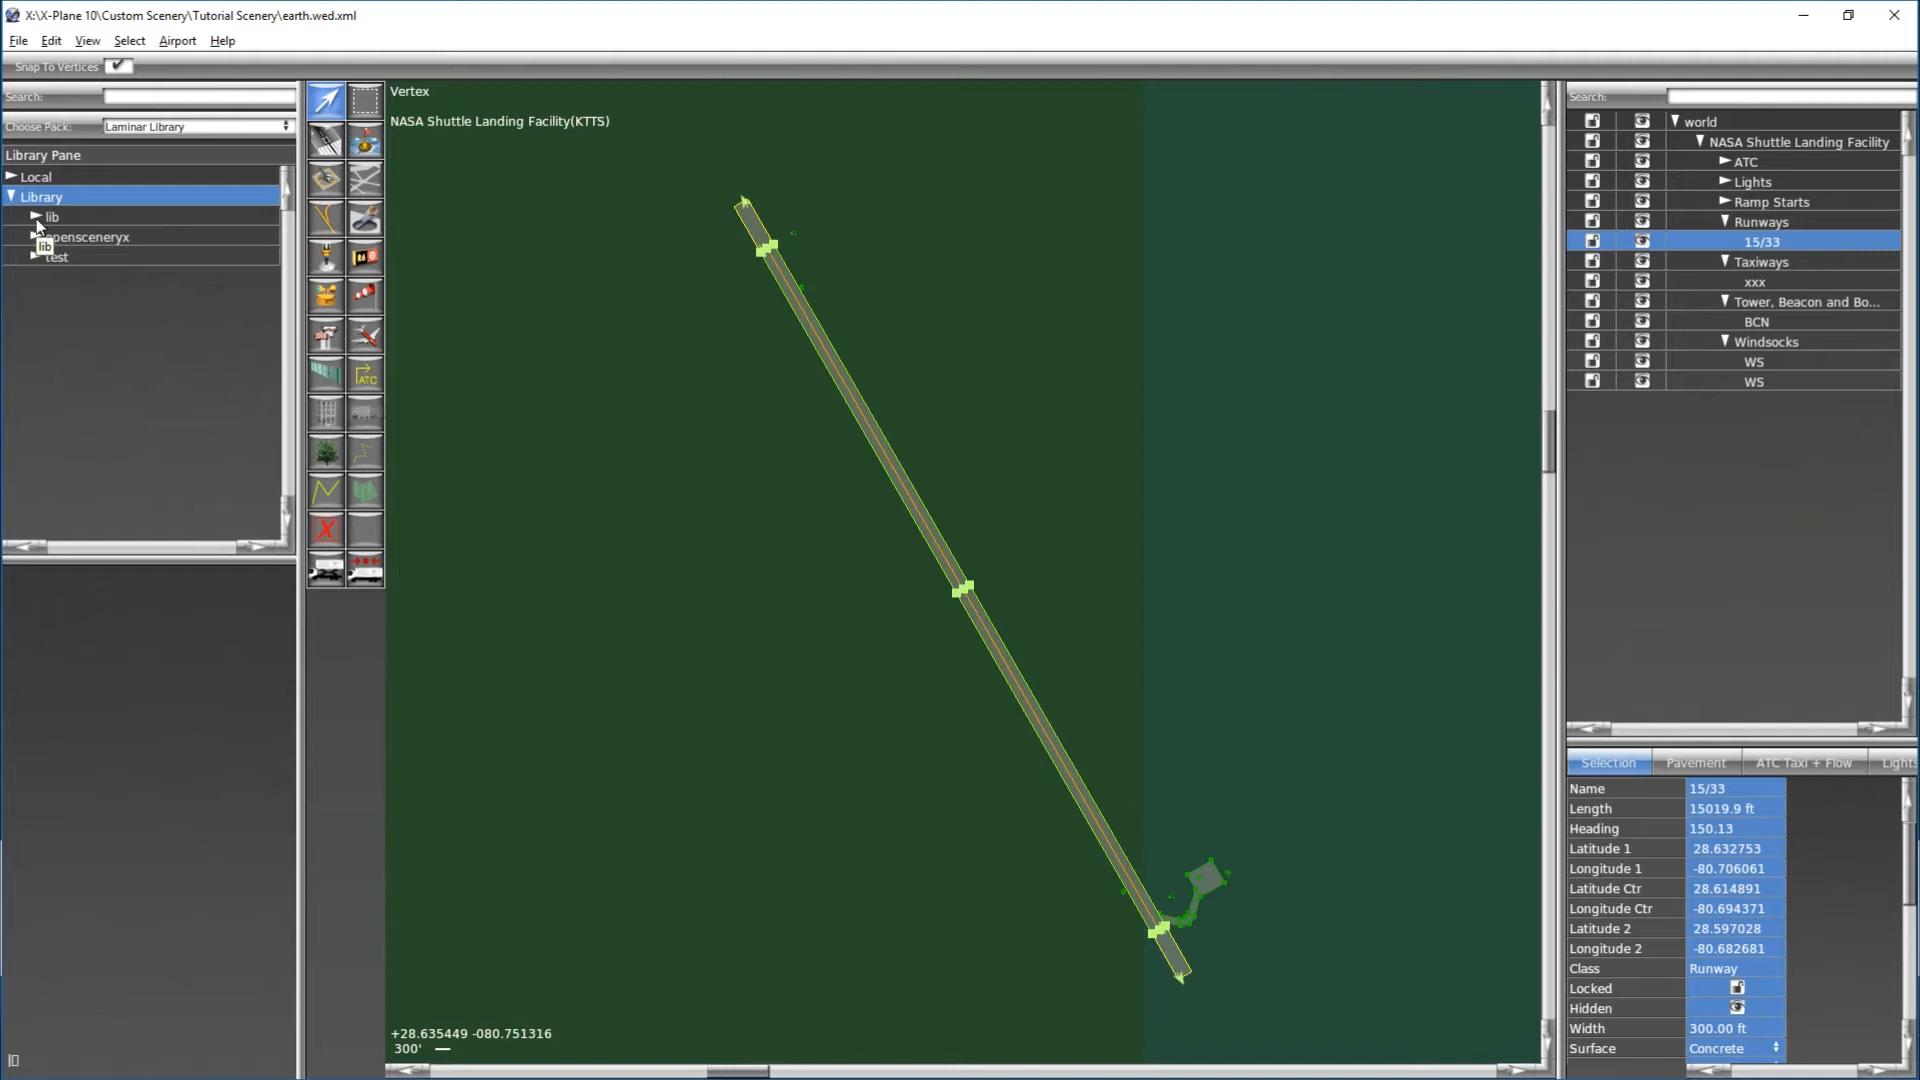 X:\X-Plane 10\Custom Scenery\Tutorial Scenery\earth.wed.xml
File Edit View Select Airport Help
Snap To Vertices
Search:
Choose Pack: Laminar Library
Library Pane
Local
Library
lib
opensceneryx
lib
test
Vertex
NASA Shuttle Landing Facility(KTTS)
ATC
+28.635449 -080.751316
300'
Search:
world
NASA Shuttle Landing Facility
ATC
Lights
Ramp Starts
Runways
15/33
Taxiways
xxx
Tower, Beacon and Bo...
BCN
Windsocks
WS
WS
Selection Pavement ATC Taxi + Flow Lights
Name 15/33
Length 15019.9 ft
Heading 150.13
Latitude 1 28.632753
Longitude 1 -80.706061
Latitude Ctr 28.614891
Longitude Ctr -80.694371
Latitude 2 28.597028
Longitude 2 -80.682681
Class Runway
Locked
Hidden
Width 300.00 ft
Surface Concrete